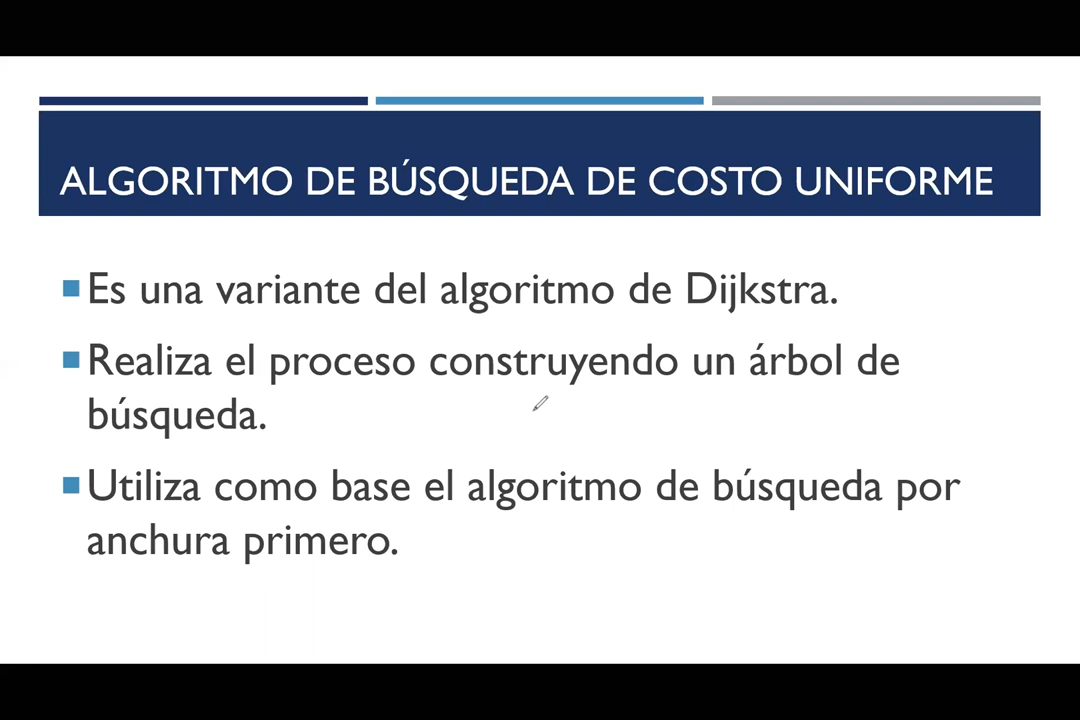 ALGORITMO DE BÚSQUEDA DE COSTO UNIFORME
Es una variante del algoritmo de Dijkstra.
Realiza el proceso construyendo un árbol de
búsqueda.
Utiliza como base el algoritmo de búsqueda por
anchura primero.